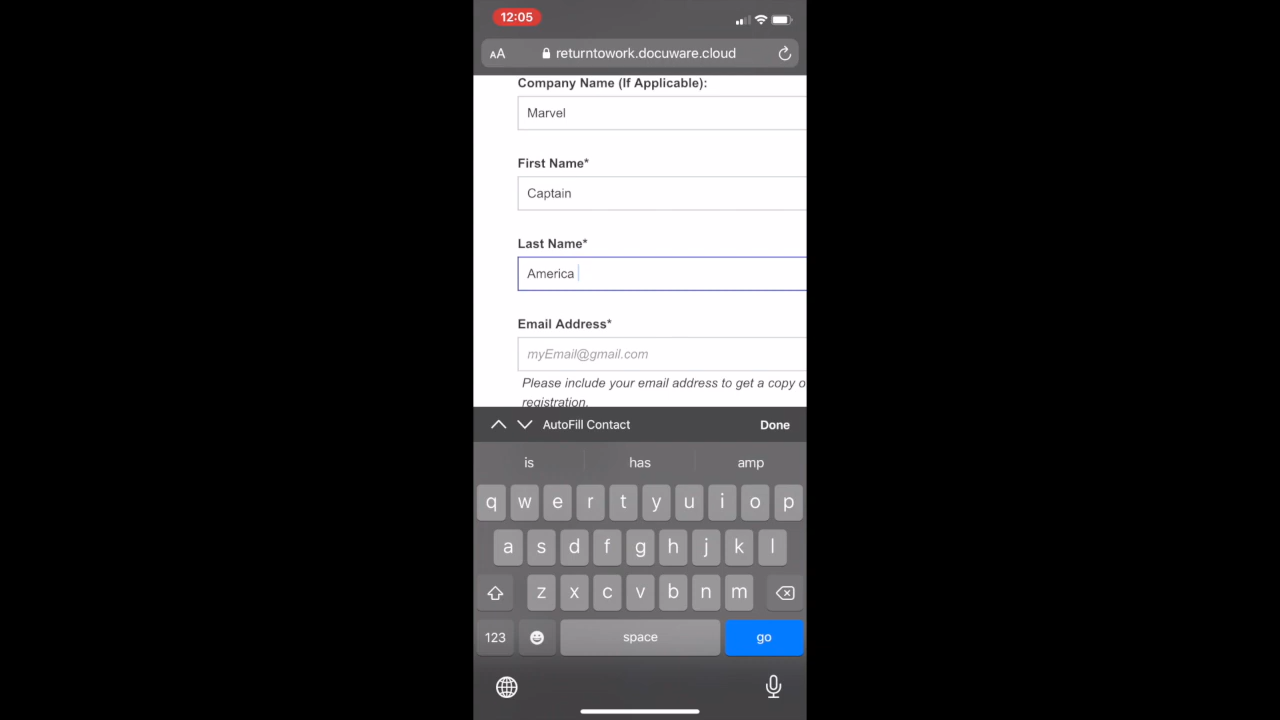 12:05
AA returntowork.docuware.cloud
Company Name (If Applicable):
Marvel
First Name*
Captain
Last Name*
America
Email Address*
myEmail@gmail.com
Please include your email address to get a copy o
registration.
AutoFill Contact Done
is has amp
q w e r t y u i o p
a s d f g h j k l
z x c v b n m
123 space go